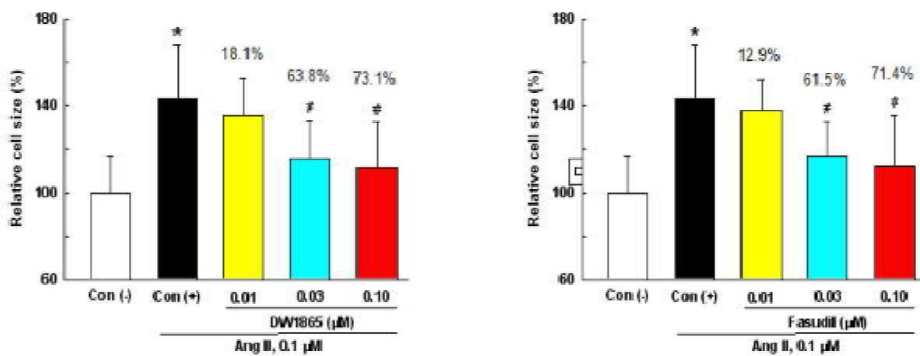 180
*
18.1%
63.8%
73.1%
140
≠
#
100
60
Relative cell size (%)
Con (-)
Con (+)
0.01
0.03
0.10
DW1865 (μM)
Ang II, 0.1 μM
180
*
12.9%
61.5%
71.4%
140
≠
#
100
60
Relative cell size (%)
Con (-)
Con (+)
0.01
0.03
0.10
Fasudil (μM)
Ang II, 0.1 μM